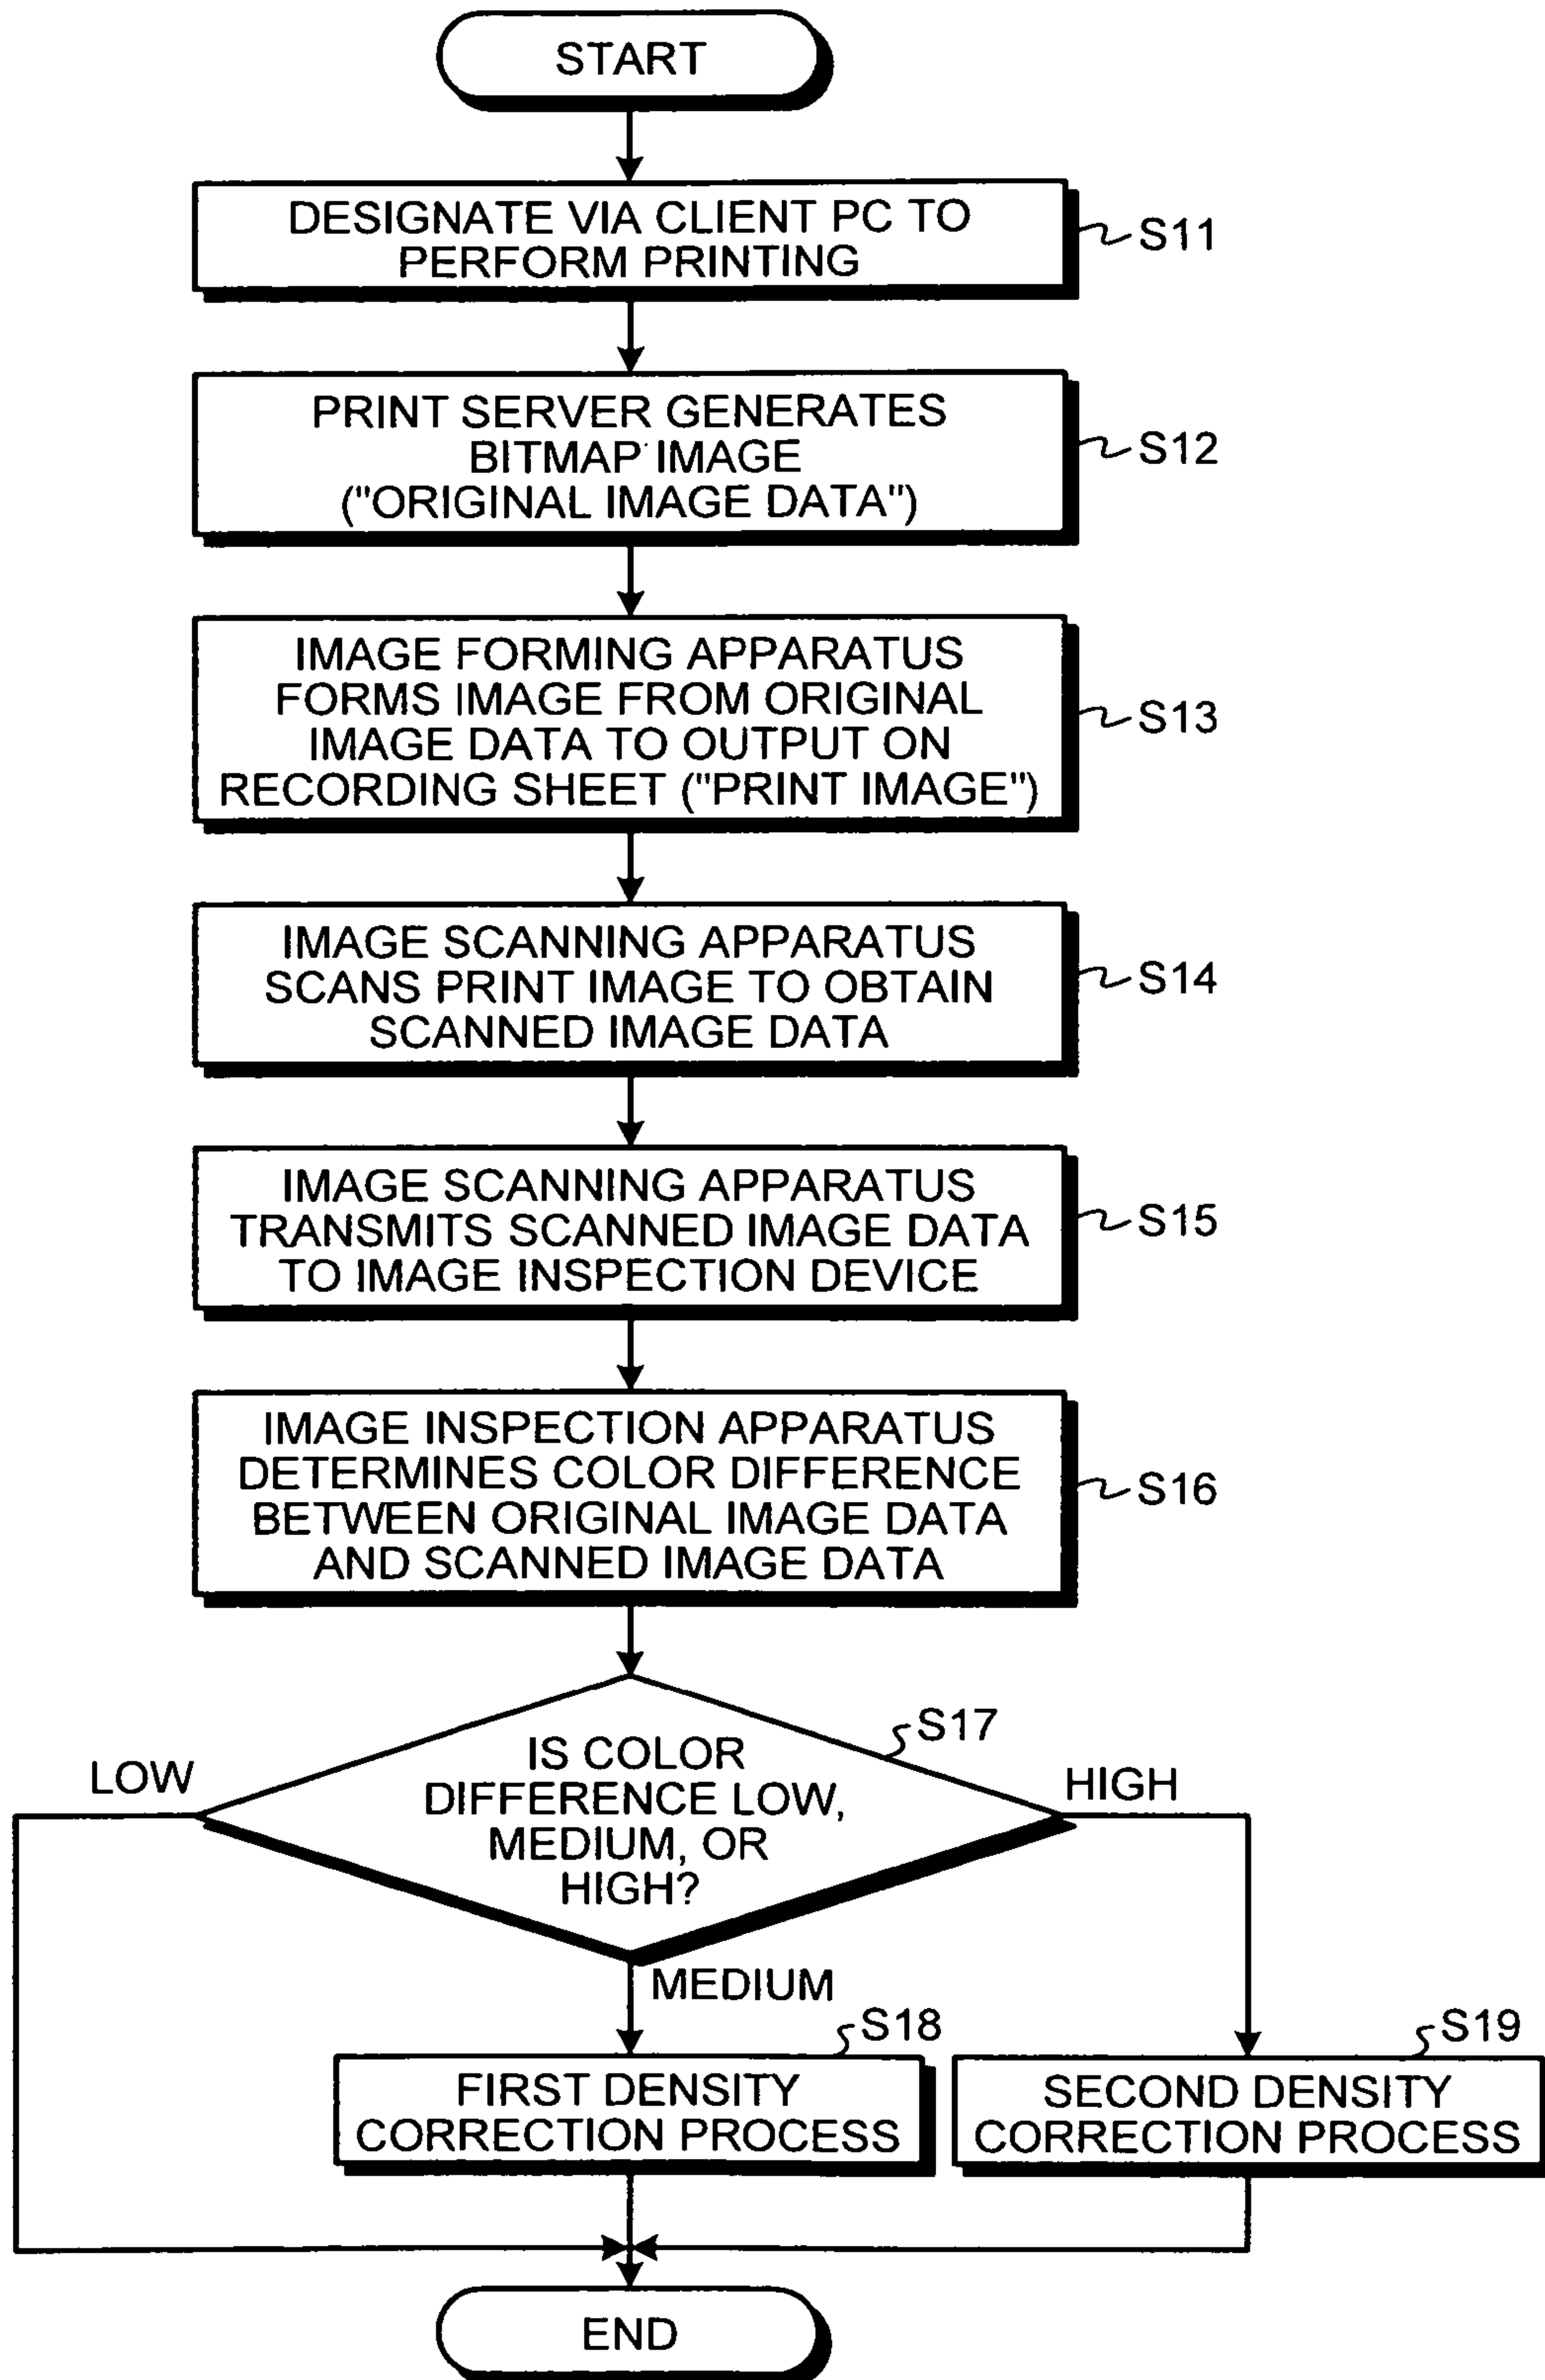 START
DESIGNATE VIA CLIENT PC TO
PERFORM PRINTING
S11
PRINT SERVER GENERATES
BITMAP IMAGE
("ORIGINAL IMAGE DATA")
S12
IMAGE FORMING APPARATUS
FORMS IMAGE FROM ORIGINAL
IMAGE DATA TO OUTPUT ON
RECORDING SHEET ("PRINT IMAGE")
S13
IMAGE SCANNING APPARATUS
SCANS PRINT IMAGE TO OBTAIN
SCANNED IMAGE DATA
S14
IMAGE SCANNING APPARATUS
TRANSMITS SCANNED IMAGE DATA
TO IMAGE INSPECTION DEVICE
S15
IMAGE INSPECTION APPARATUS
DETERMINES COLOR DIFFERENCE
BETWEEN ORIGINAL IMAGE DATA
AND SCANNED IMAGE DATA
S16
S17
IS COLOR
DIFFERENCE LOW,
MEDIUM, OR
HIGH?
LOW
HIGH
MEDIUM
S18
FIRST DENSITY
CORRECTION PROCESS
S19
SECOND DENSITY
CORRECTION PROCESS
END